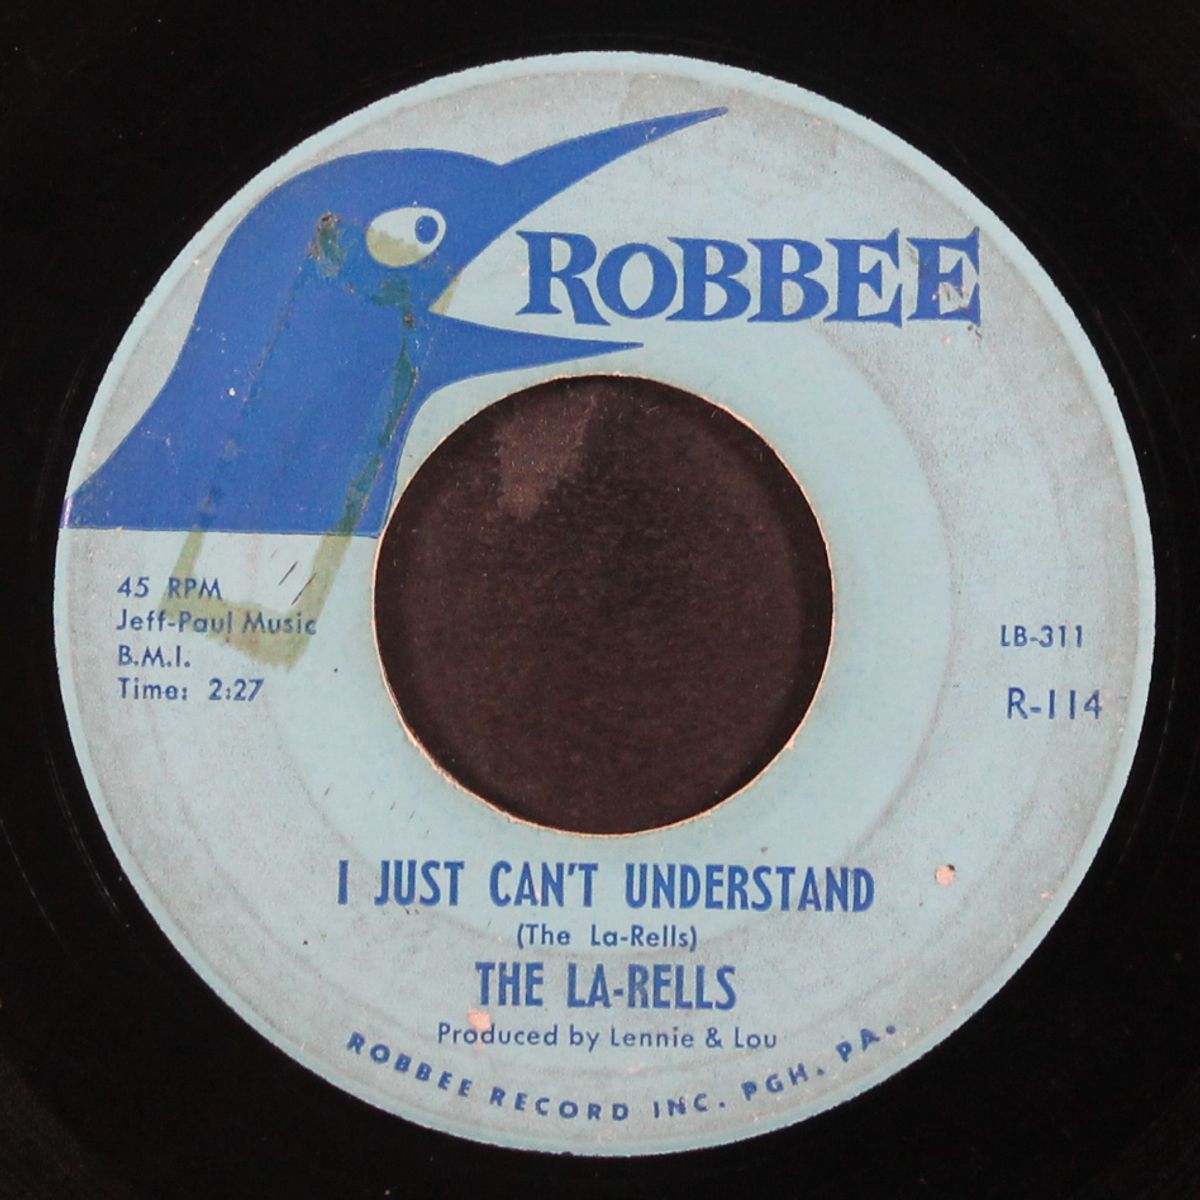 ROBBEE
45 RPM
Jeff-Paul Music
B.M.I.
Time: 2:27
LB-311
R-114
I JUST CAN'T UNDERSTAND
(The La-Rells)
THE LA-RELLS
Produced by Lennie & Lou
ROBBEE RECORD INC. PGH. PA.